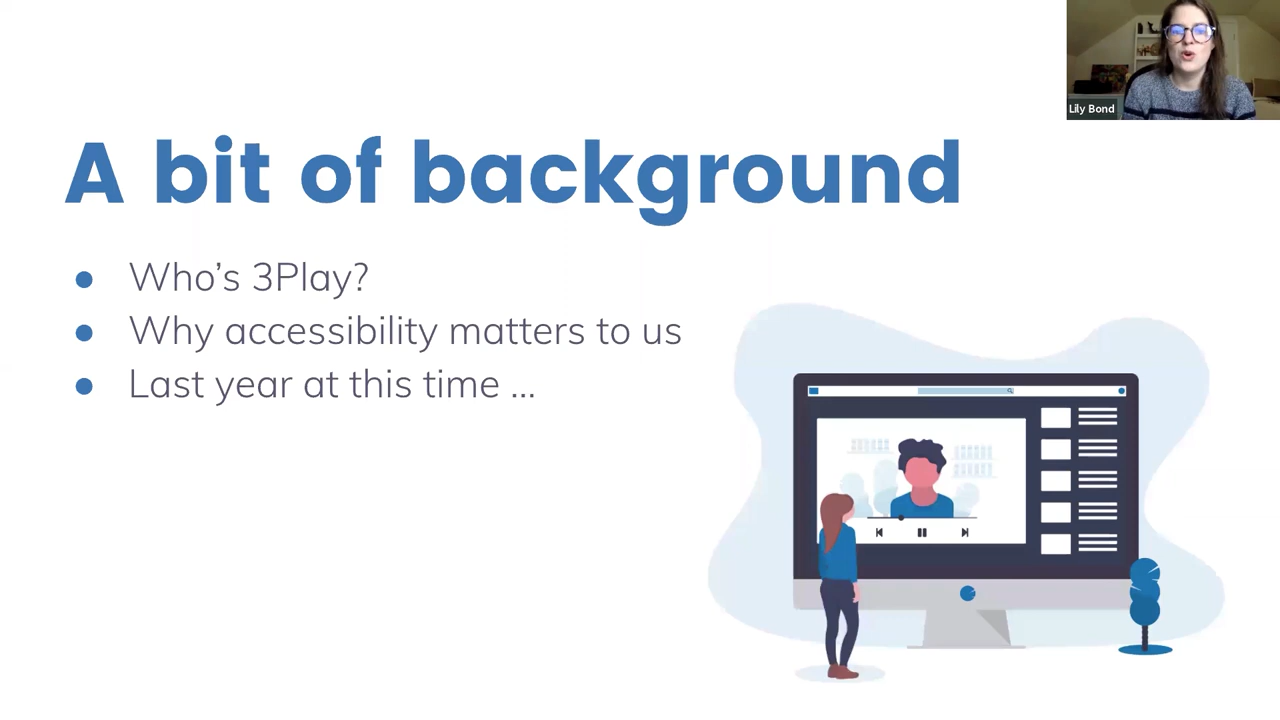 Lily Bond
A bit of background
● Who's 3Play?
● Why accessibility matters to us
● Last year at this time ...